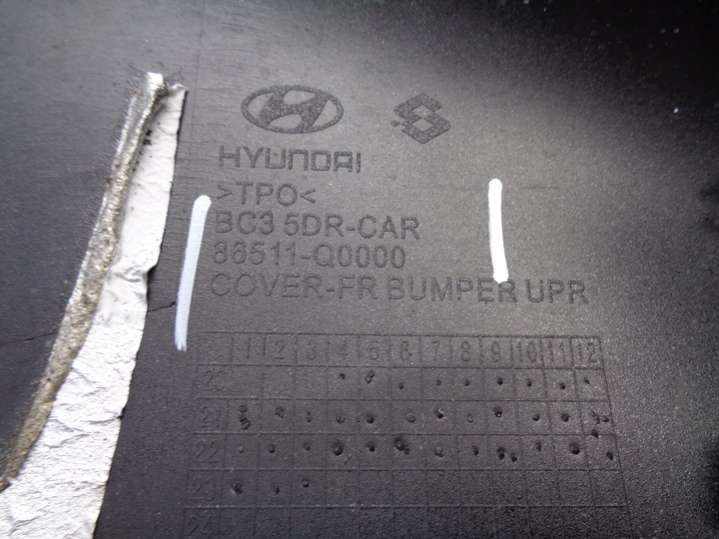 HYUNDAI
>TPO<
BC3 5DR-CAR
86511-Q0000
COVER-FR BUMPER UPR
1 2 3 4 5 6 7 8 9 10 11 12
20
21
22
23
24